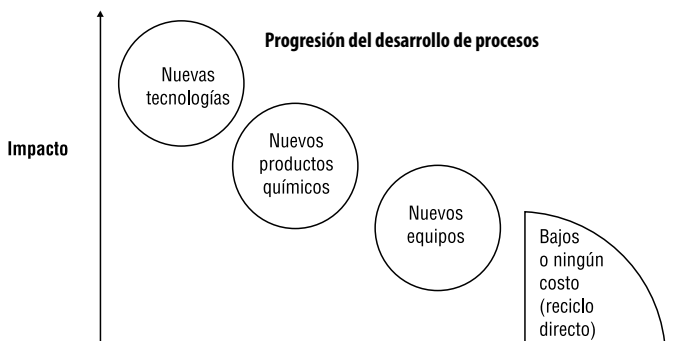 Progresión del desarrollo de procesos
Impacto
Nuevas
tecnologías
Nuevos
productos
químicos
Nuevos
equipos
Bajos
o ningún
costo
(reciclo
directo)